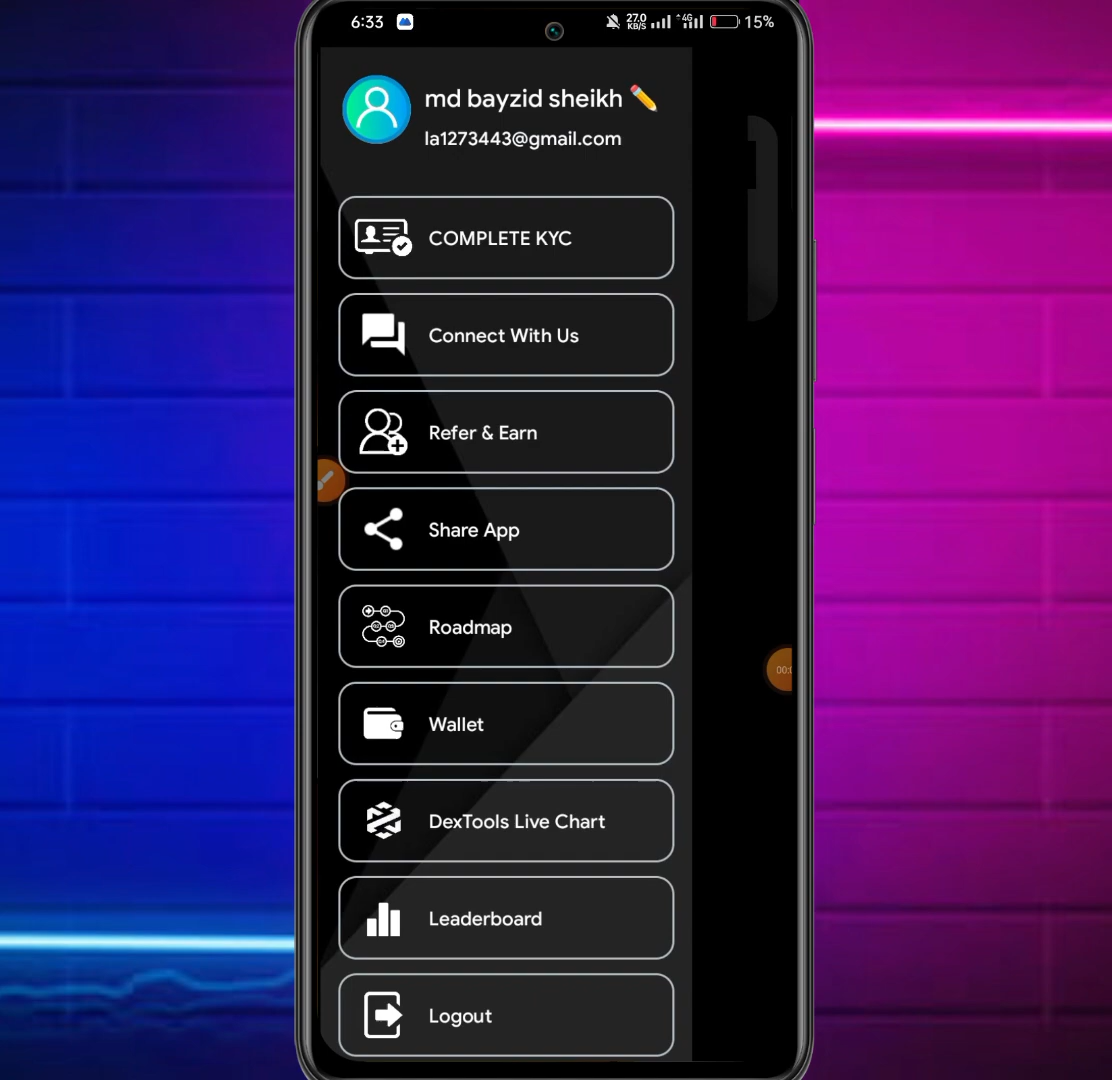 6:33
27.0
KB/S
4G
15%
md bayzid sheikh
la1273443@gmail.com
COMPLETE KYC
Connect With Us
Refer & Earn
Share App
Roadmap
Wallet
DexTools Live Chart
Leaderboard
Logout